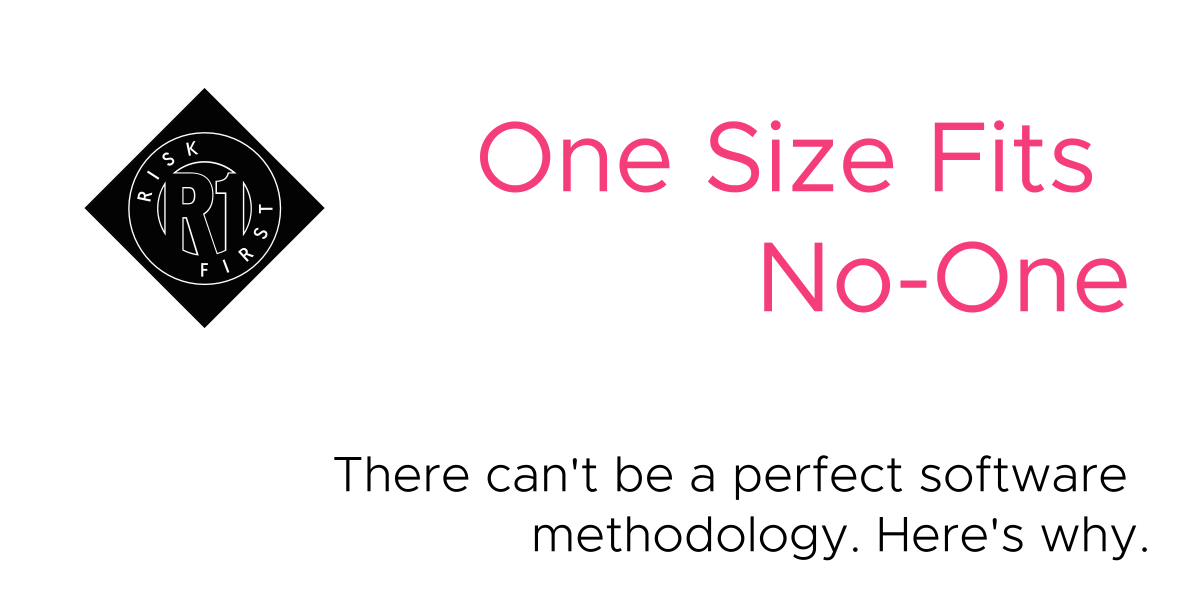 RISK
R1
FIRST
One Size Fits
No-One
There can't be a perfect software
methodology. Here's why.